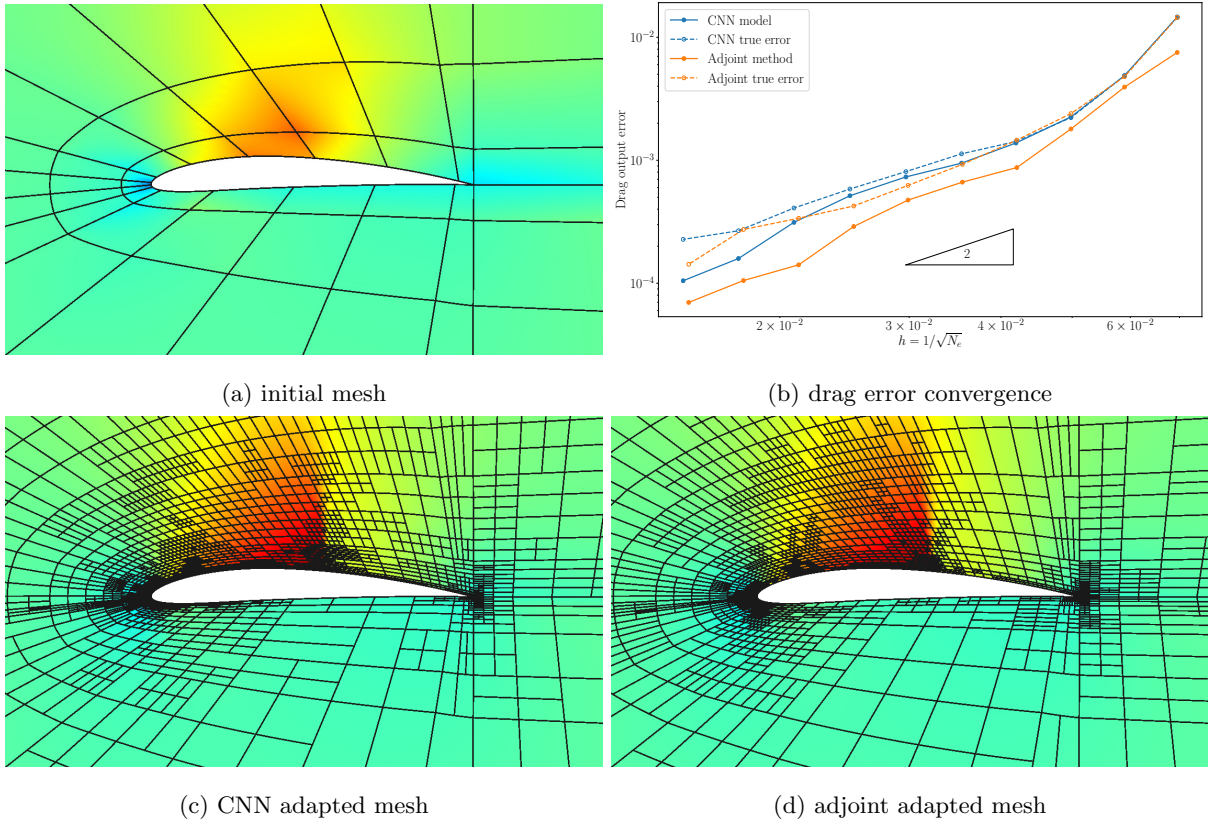 CNN model
CNN true error
Adjoint method
Adjoint true error
Drag output error
10⁻²
10⁻³
10⁻⁴
2
2 × 10⁻²
3 × 10⁻²
4 × 10⁻²
6 × 10⁻²
h = 1/√Nₑ
(a) initial mesh
(b) drag error convergence
(c) CNN adapted mesh
(d) adjoint adapted mesh